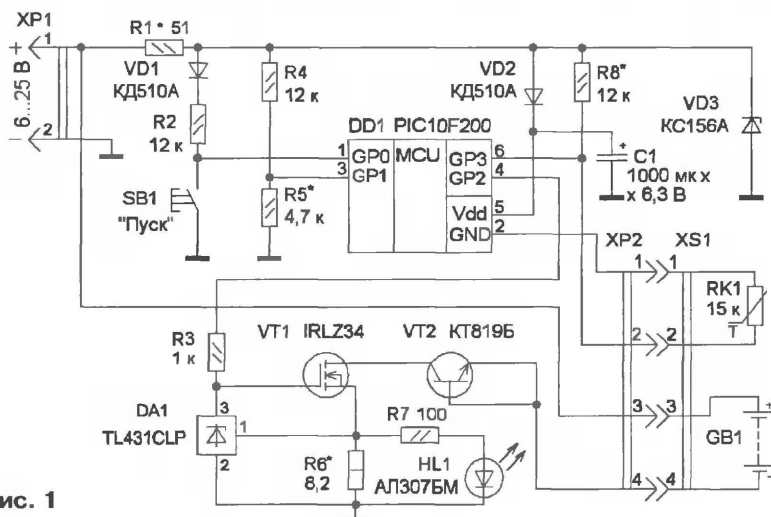 XP1
+ 1
6...25 В
− 2
R1* 51
VD1
КД510А
R2
12 к
SB1
"Пуск"
R4
12 к
R5*
4,7 к
DD1 PIC10F200
1 GP0
3 GP1
MCU
GP3 6
GP2 4
Vdd 5
GND 2
VD2
КД510А
R8*
12 к
+
C1
1000 мк х
х 6,3 В
VD3
КС156А
XP2 XS1
1 1
2 2
3 3
4 4
RK1
15 к
T
GB1
+
−
R3
1 к
VT1 IRLZ34
VT2 КТ819Б
DA1
TL431CLP
3
1
2
R6*
8,2
R7 100
HL1
АЛ307БМ
ис. 1